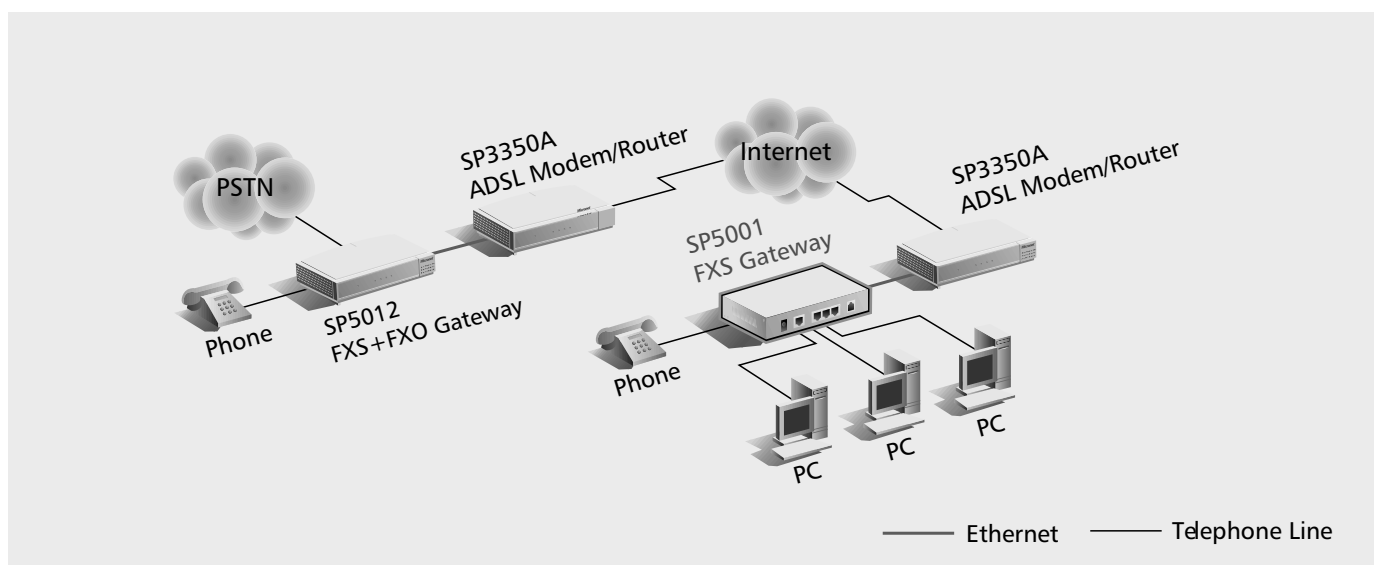 SP3350A
ADSL Modem/Router
Internet
SP3350A
ADSL Modem/Router
PSTN
SP5001
FXS Gateway
SP5012
FXS+FXO Gateway
Phone
Phone
PC
PC
PC
Ethernet
Telephone Line